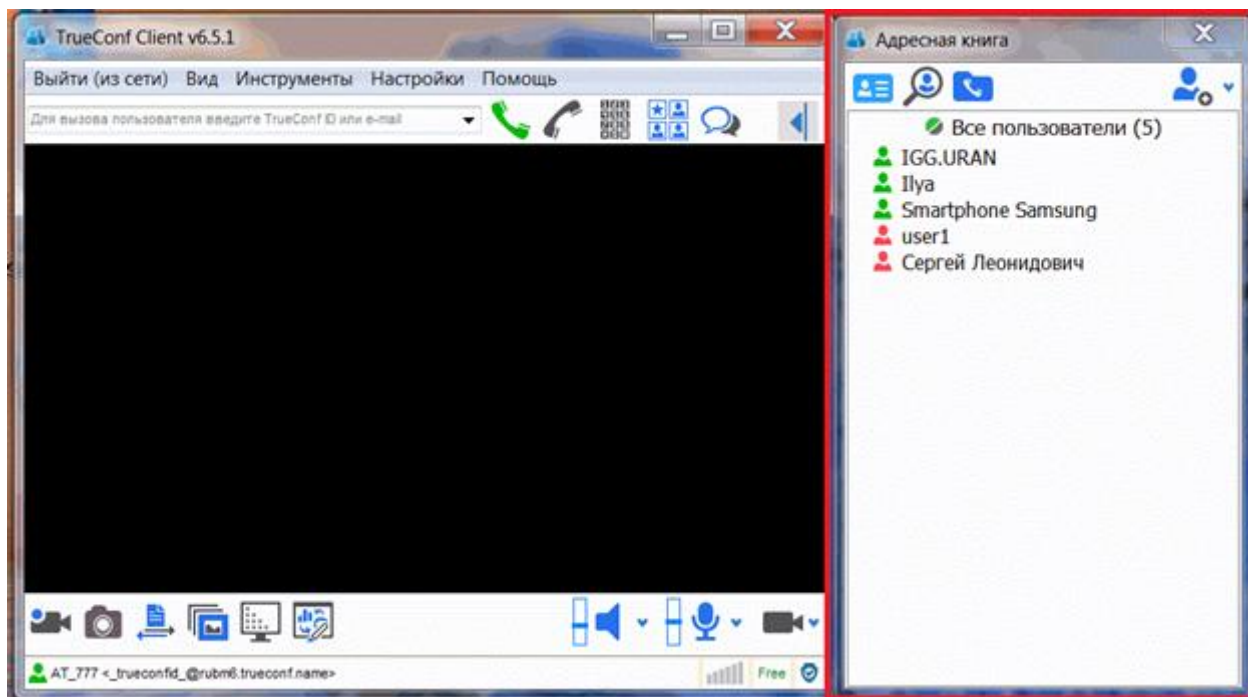 TrueConf Client v6.5.1
Выйти (из сети) Вид Инструменты Настройки Помощь
Для вызова пользователя введите TrueConf ID или e-mail
AT_777 <_trueconfid_@rubm6.trueconf.name>
Free
Адресная книга
Все пользователи (5)
IGG.URAN
Ilya
Smartphone Samsung
user1
Сергей Леонидович